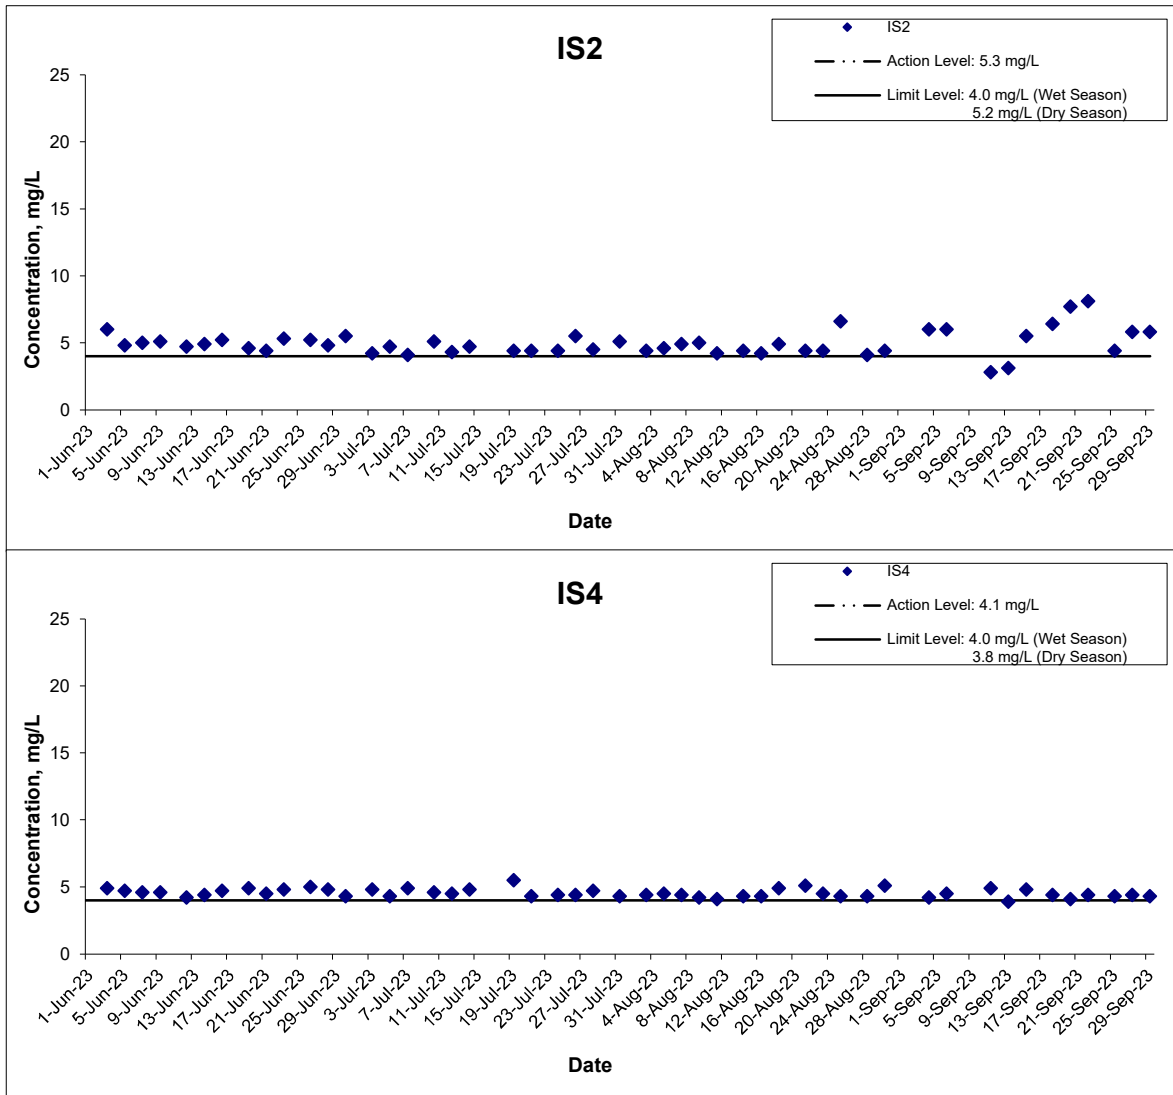 IS2
IS2
Action Level: 5.3 mg/L
Limit Level: 4.0 mg/L (Wet Season)
5.2 mg/L (Dry Season)
Concentration, mg/L
25
20
15
10
5
0
1-Jun-23
5-Jun-23
9-Jun-23
13-Jun-23
17-Jun-23
21-Jun-23
25-Jun-23
29-Jun-23
3-Jul-23
7-Jul-23
11-Jul-23
15-Jul-23
19-Jul-23
23-Jul-23
27-Jul-23
31-Jul-23
4-Aug-23
8-Aug-23
12-Aug-23
16-Aug-23
20-Aug-23
24-Aug-23
28-Aug-23
1-Sep-23
5-Sep-23
9-Sep-23
13-Sep-23
17-Sep-23
21-Sep-23
25-Sep-23
29-Sep-23
Date
IS4
IS4
Action Level: 4.1 mg/L
Limit Level: 4.0 mg/L (Wet Season)
3.8 mg/L (Dry Season)
Concentration, mg/L
25
20
15
10
5
0
1-Jun-23
5-Jun-23
9-Jun-23
13-Jun-23
17-Jun-23
21-Jun-23
25-Jun-23
29-Jun-23
3-Jul-23
7-Jul-23
11-Jul-23
15-Jul-23
19-Jul-23
23-Jul-23
27-Jul-23
31-Jul-23
4-Aug-23
8-Aug-23
12-Aug-23
16-Aug-23
20-Aug-23
24-Aug-23
28-Aug-23
1-Sep-23
5-Sep-23
9-Sep-23
13-Sep-23
17-Sep-23
21-Sep-23
25-Sep-23
29-Sep-23
Date